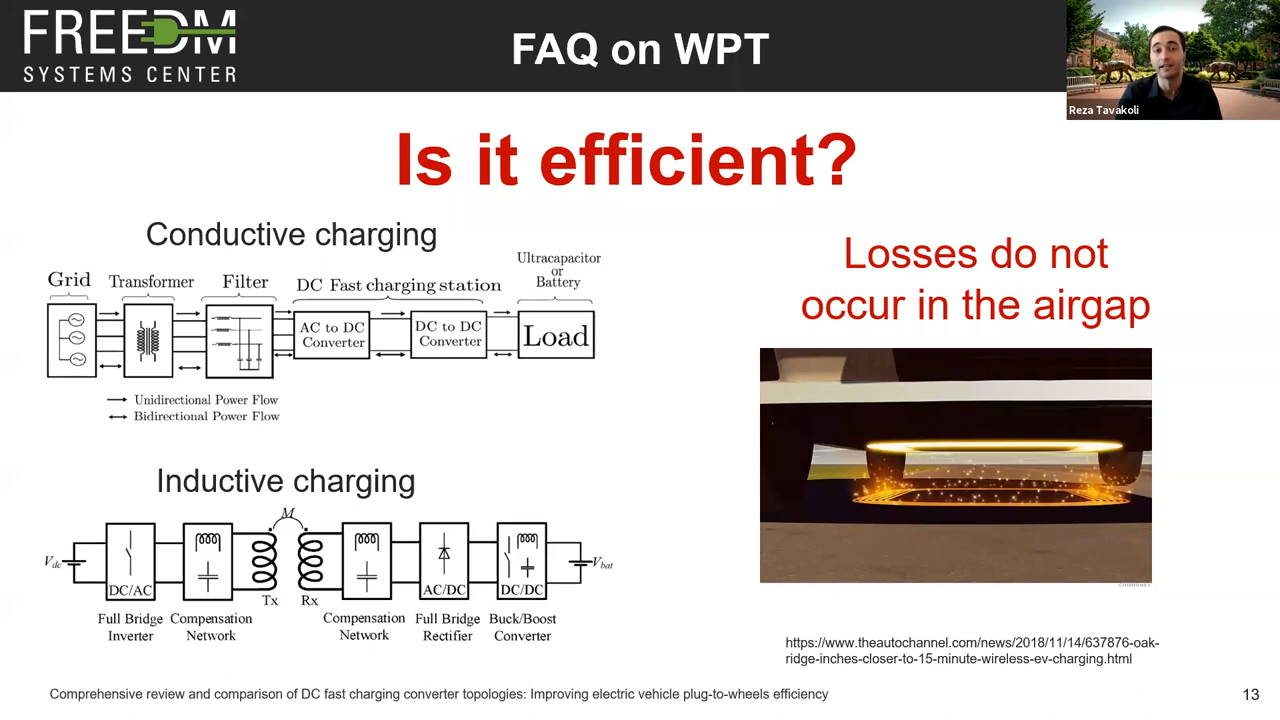 FREEDM
SYSTEMS CENTER
FAQ on WPT
Reza Tavakoli
Is it efficient?
Conductive charging
Grid
Transformer
Filter
DC Fast charging station
Ultracapacitor
or
Battery
AC to DC
Converter
DC to DC
Converter
Load
Unidirectional Power Flow
Bidirectional Power Flow
Losses do not
occur in the airgap
Inductive charging
M
Vdc
DC/AC
Tx
Rx
AC/DC
DC/DC
Vbat
Full Bridge
Inverter
Compensation
Network
Compensation
Network
Full Bridge
Rectifier
Buck/Boost
Converter
https://www.theautochannel.com/news/2018/11/14/637876-oak-
ridge-inches-closer-to-15-minute-wireless-ev-charging.html
Comprehensive review and comparison of DC fast charging converter topologies: Improving electric vehicle plug-to-wheels efficiency
13